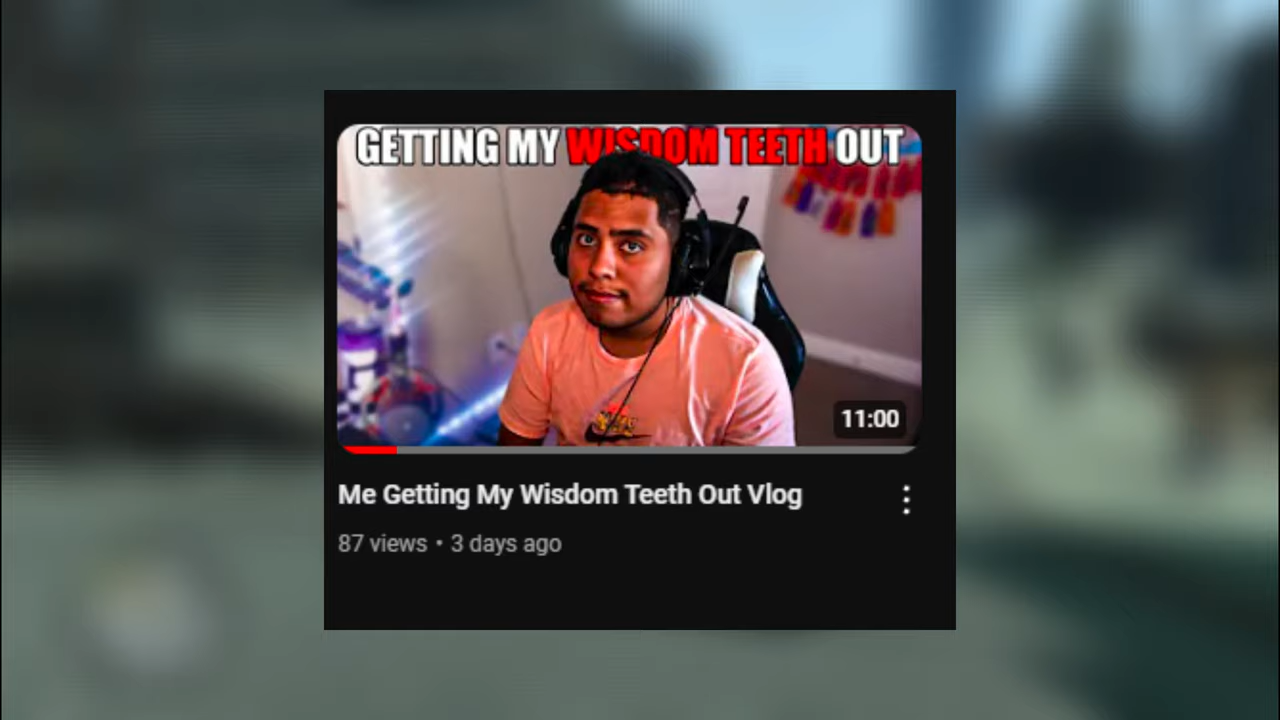 GETTING MY WISDOM TEETH OUT
11:00
Me Getting My Wisdom Teeth Out Vlog
87 views • 3 days ago